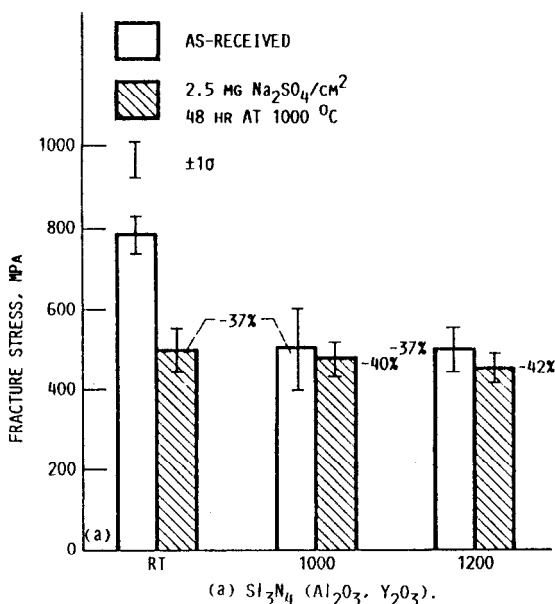 AS-RECEIVED
2.5 MG Na₂SO₄/CM²
48 HR AT 1000 ⁰C
±1σ
1000
800
600
400
200
0
FRACTURE STRESS, MPA
-37%
-40%
-37%
-42%
(a)
RT
1000
1200
(a) SI₃N₄ (AL₂O₃, Y₂O₃).